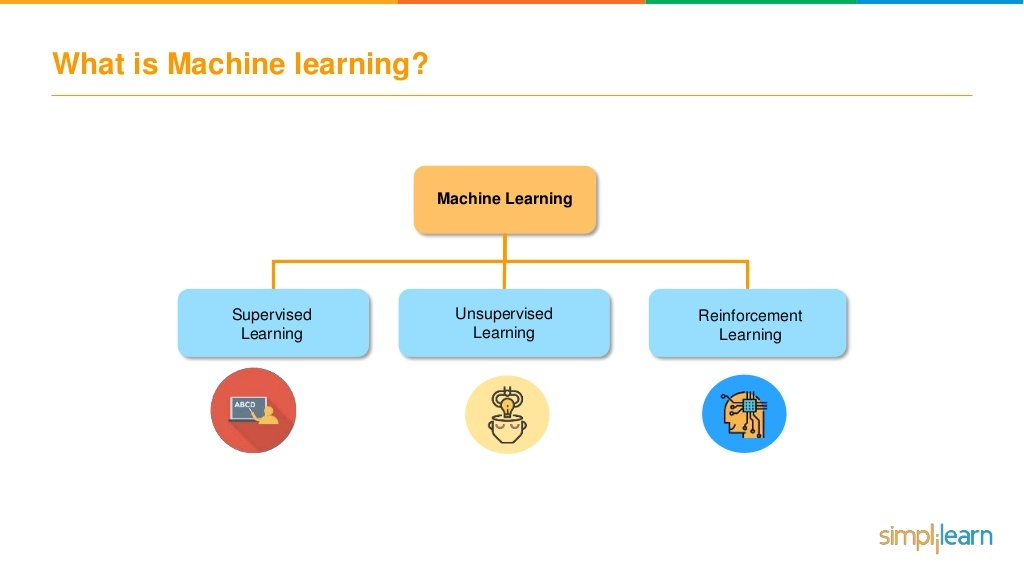 What is Machine learning?
Machine Learning
Supervised
Learning
Unsupervised
Learning
Reinforcement
Learning
ABCD
simplilearn